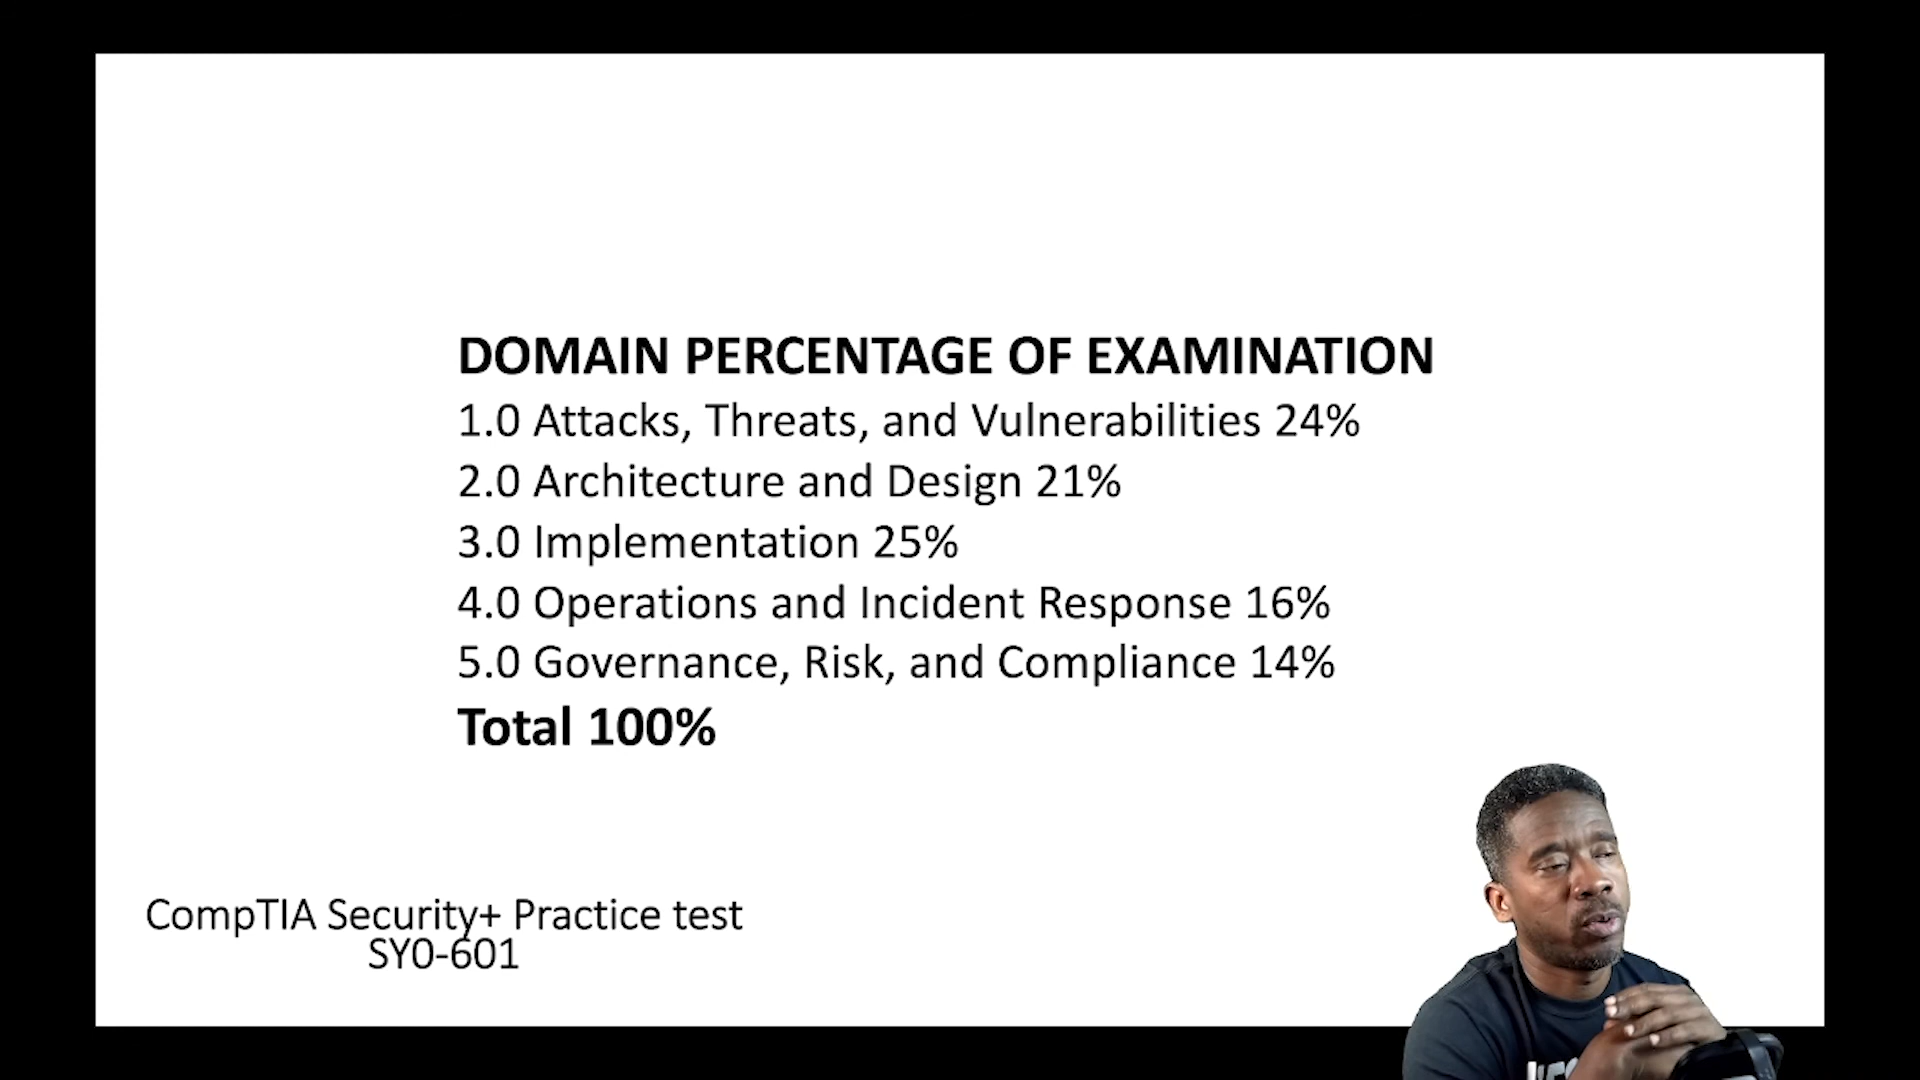 DOMAIN PERCENTAGE OF EXAMINATION
1.0 Attacks, Threats, and Vulnerabilities 24%
2.0 Architecture and Design 21%
3.0 Implementation 25%
4.0 Operations and Incident Response 16%
5.0 Governance, Risk, and Compliance 14%
Total 100%
CompTIA Security+ Practice test
SY0-601